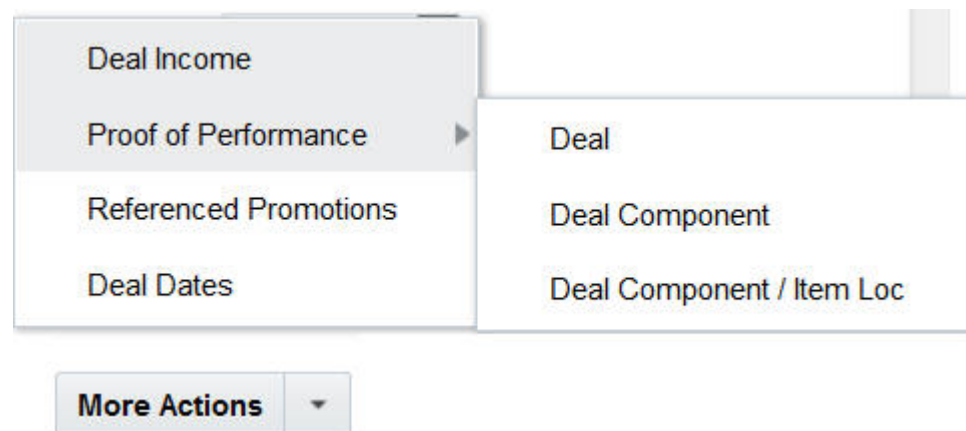 Deal Income
Proof of Performance
Referenced Promotions
Deal Dates
Deal
Deal Component
Deal Component / Item Loc
More Actions